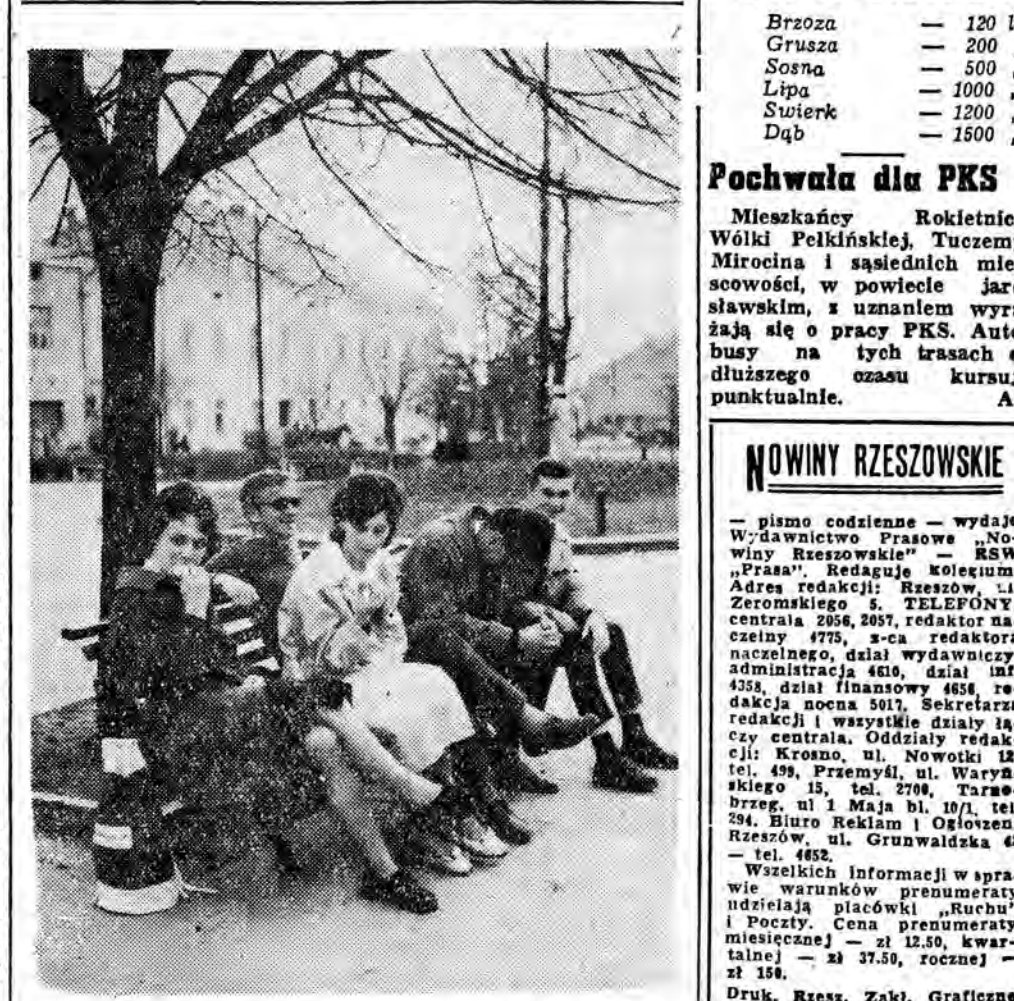 Brzoza — 120 l
Grusza — 200
Sosna — 500
Lipa — 1000
Swierk — 1200
Dąb — 1500
Pochwała dla PKS
Mieszkańcy Rokietnic
Wólki Pełkińskiej, Tuczem
Mirocina i sąsiednich mie
scowości, w powiecie jar
sławskim, z uznaniem wyr
żają się o pracy PKS. Auto
busy na tych trasach
dłuższego czasu kursu
punktualnie. A
NOWINY RZESZOWSKIE
— pismo codzienne — wydaje
Wydawnictwo Prasowe „No-
winy Rzeszowskie” — RSW
„Prasa”. Redaguje kolegium.
Adres redakcji: Rzeszów,
Zeromskiego 5. TELEFONY:
centrala 2056, 2057, redaktor na
czelny 4775, z-ca redaktora
naczelnego, dział wydawniczy
administracja 4610, dział inf
4358, dział finansowy 4656, re
dakcja nocna 5017. Sekretarz
redakcji i wszystkie działy łą
czy centrala. Oddziały redak
cji: Krosno, ul. Nowotki 12
tel. 499, Przemyśl, ul. Waryń
skiego 15, tel. 2700, Tarno-
brzeg, ul 1 Maja bl. 10/1, tel
294. Biuro Reklam i Ogłoszeń,
Rzeszów, ul. Grunwaldzka
— tel. 4652.
Wszelkich informacji w spra-
wie warunków prenumeraty
udzielają placówki „Ruchu”
i Poczty. Cena prenumeraty
miesięcznej — zł 12.50, kwar-
talnej — zł 37.50, rocznej —
zł 150.
Druk. Rzesz. Zakł. Graficzne